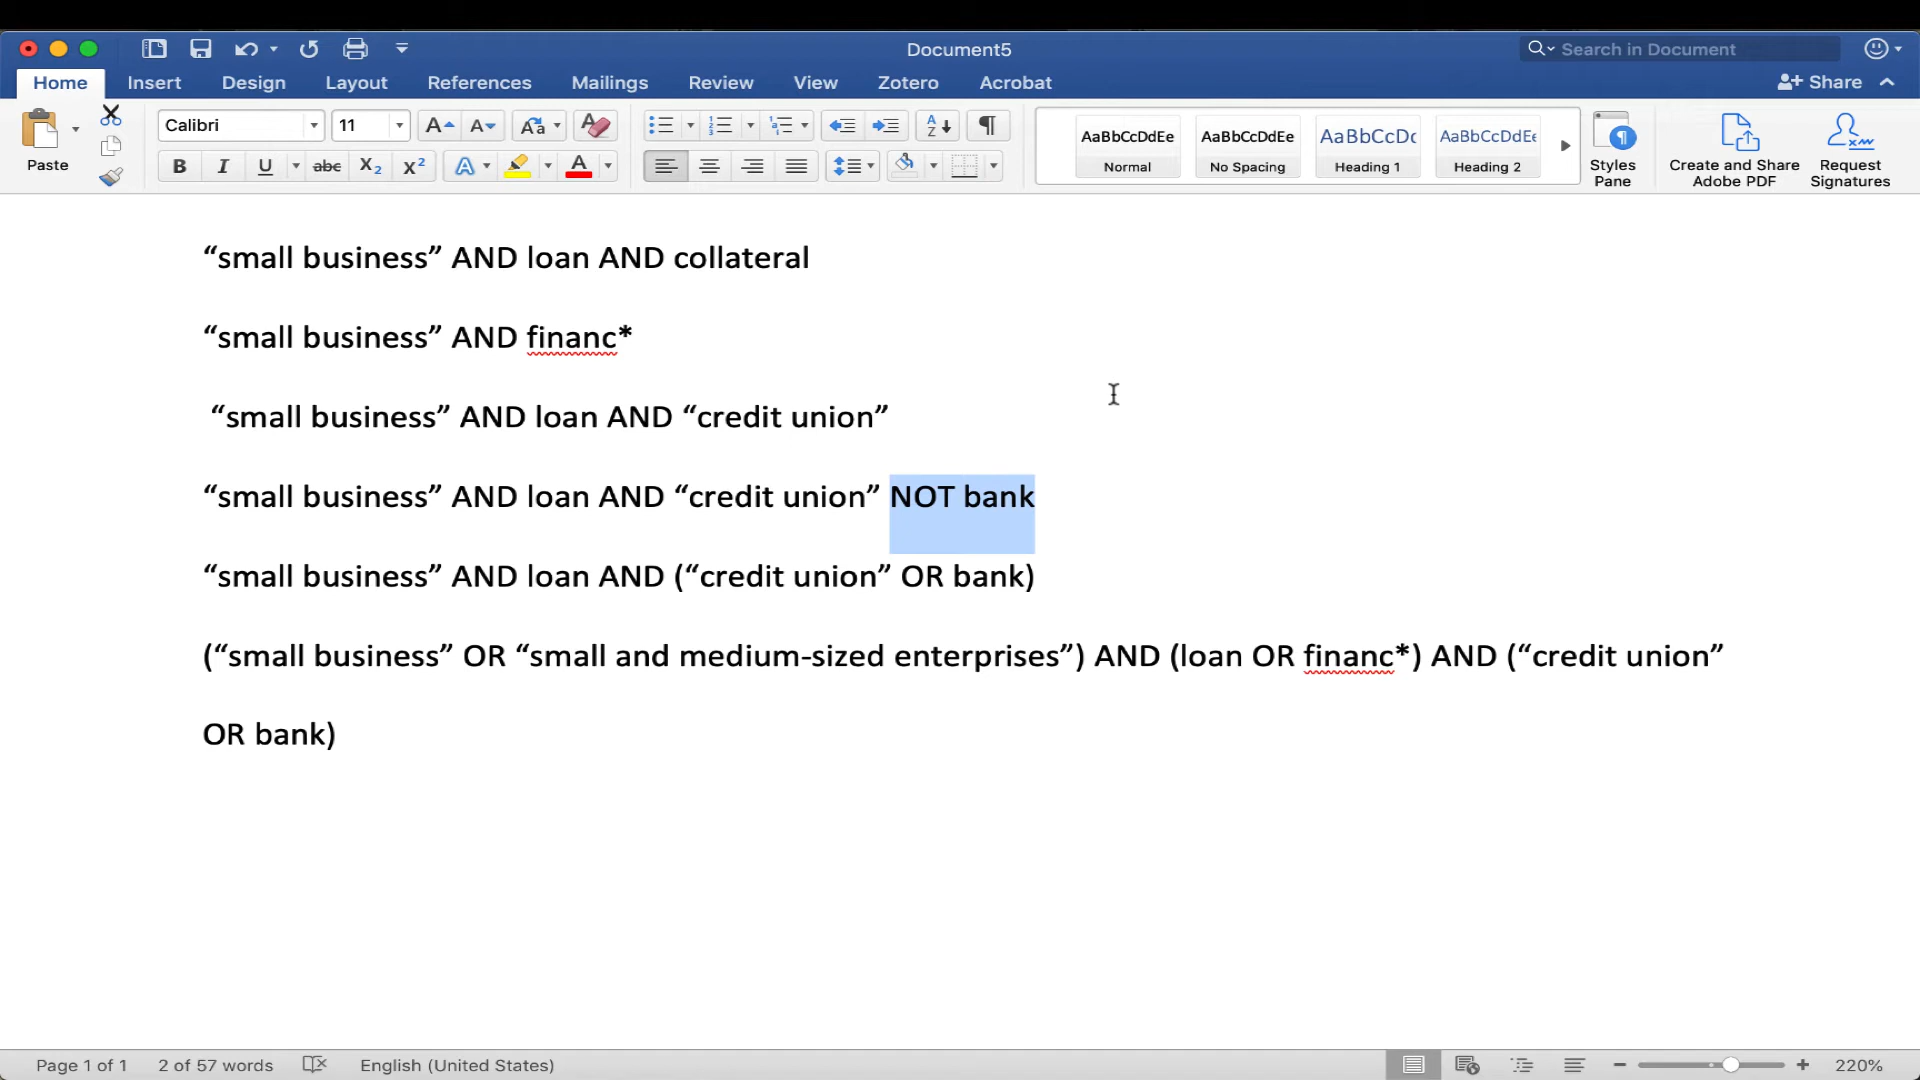 Document5
Search in Document
Home Insert Design Layout References Mailings Review View Zotero Acrobat
Share
Paste
Calibri 11
A A Aa A
B I U abc X₂ X² A A
AaBbCcDdEe AaBbCcDdEe AaBbCcDc AaBbCcDdEe
Normal No Spacing Heading 1 Heading 2
Styles Pane
Create and Share Adobe PDF
Request Signatures
“small business” AND loan AND collateral
“small business” AND financ*
“small business” AND loan AND “credit union”
“small business” AND loan AND “credit union” NOT bank
“small business” AND loan AND (“credit union” OR bank)
(“small business” OR “small and medium-sized enterprises”) AND (loan OR financ*) AND (“credit union”
OR bank)
Page 1 of 1 2 of 57 words English (United States) 220%